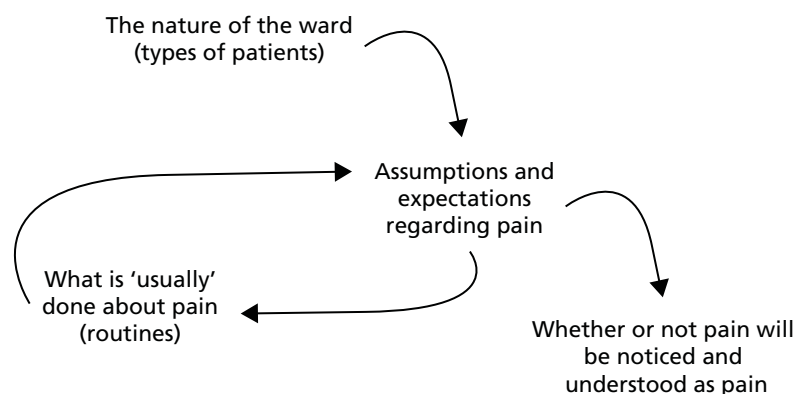 The nature of the ward
(types of patients)
Assumptions and
expectations
regarding pain
What is ‘usually’
done about pain
(routines)
Whether or not pain will
be noticed and
understood as pain